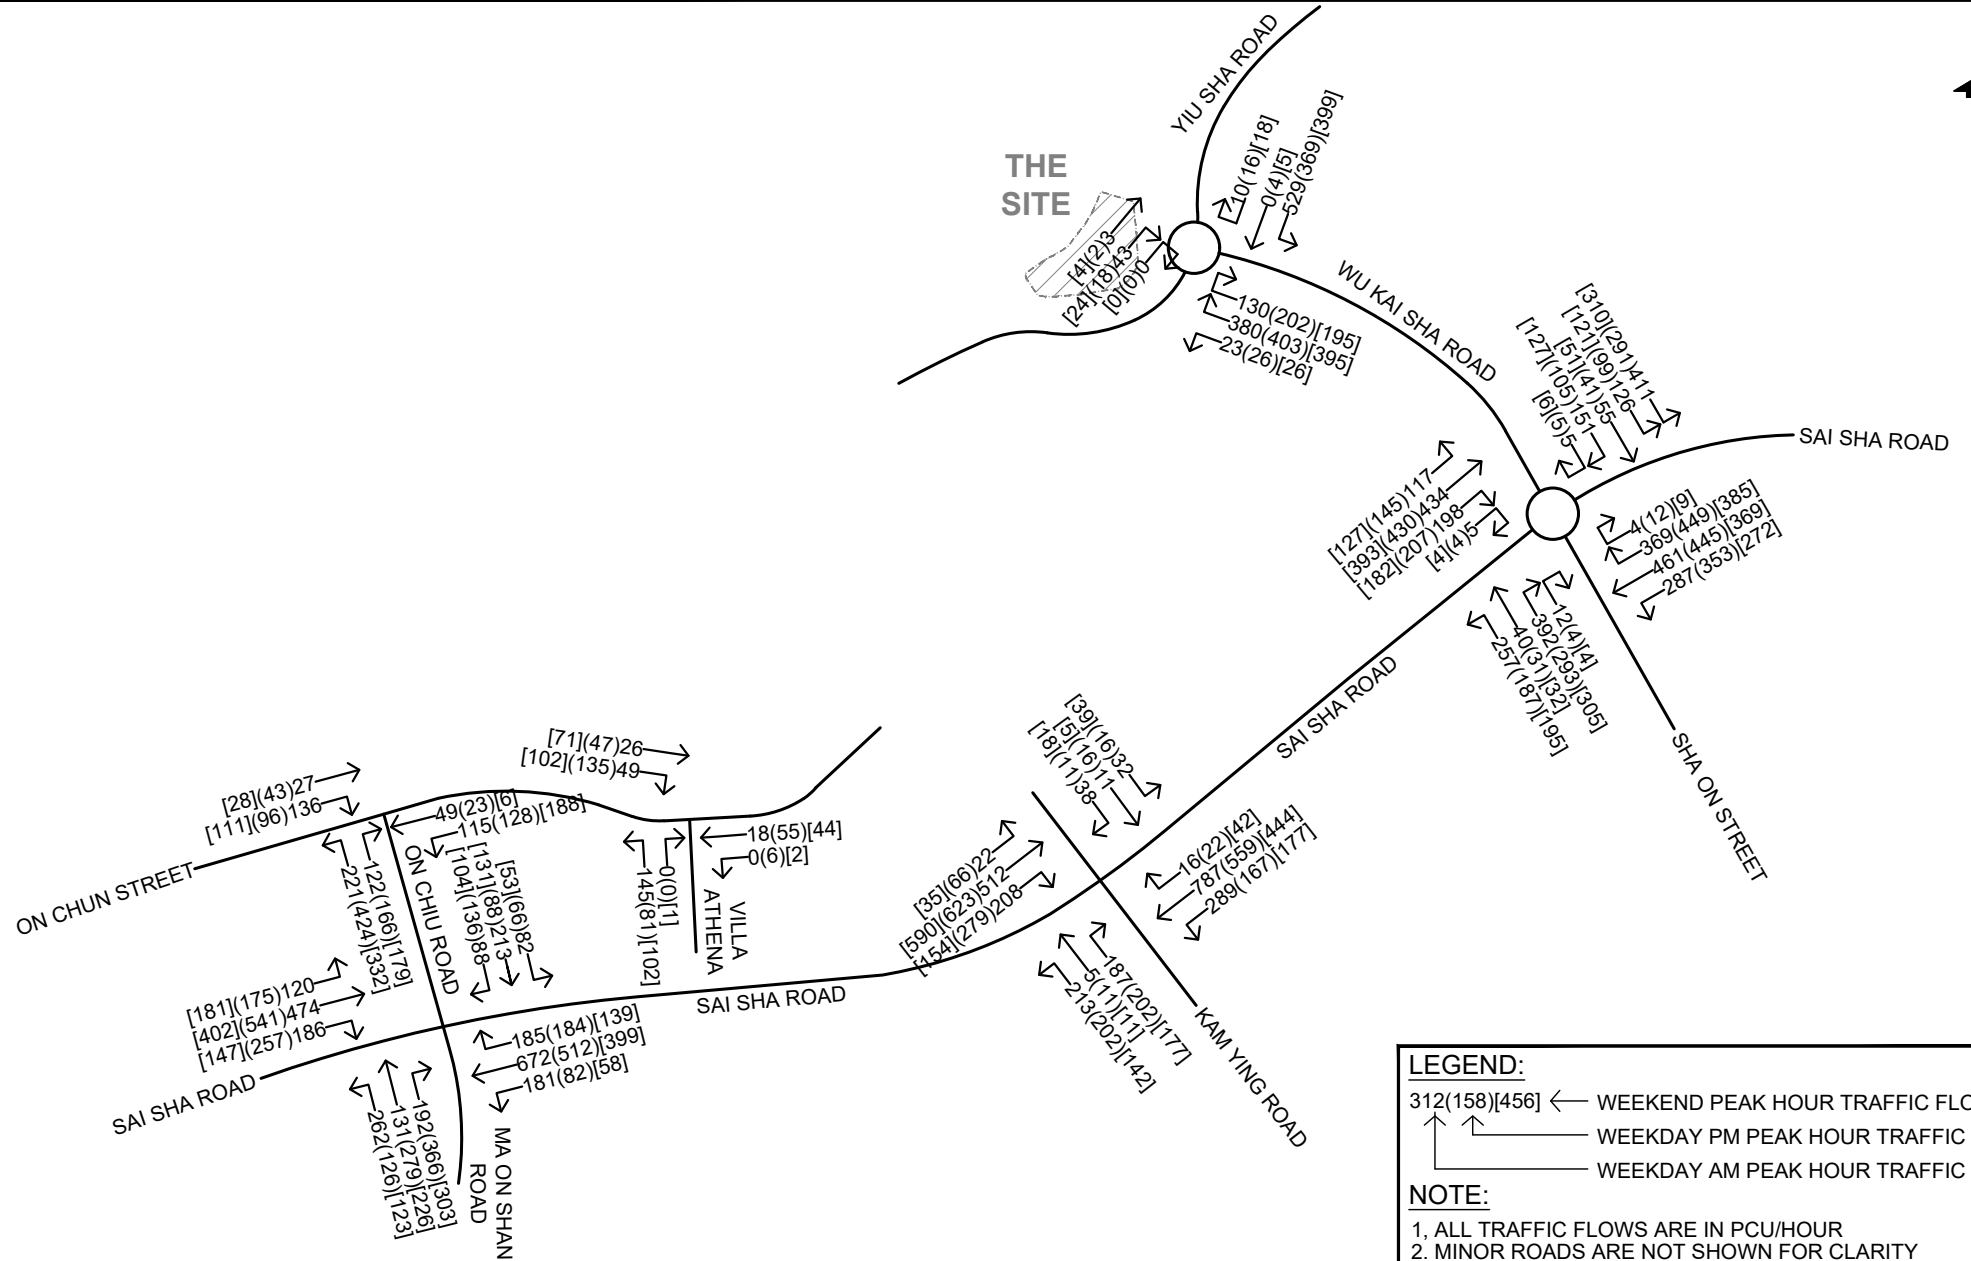 YIU SHA ROAD
THE
SITE
10(16)[18]
0(4)[5]
529(369)[399]
[4](2)3
[24](18)43
[0](0)0
130(202)[195]
380(403)[395]
23(26)[26]
WU KAI SHA ROAD
[310](291)411
[121](99)126
[51](41)55
[127](105)151
[6](5)5
SAI SHA ROAD
[127](145)117
[393](430)434
[182](207)198
[4](4)5
4(12)[9]
369(449)[385]
461(445)[369]
287(353)[272]
12(4)[4]
392(293)[305]
40(31)[32]
257(187)[195]
SHA ON STREET
SAI SHA ROAD
[39](16)32
[5](16)11
[18](11)38
[35](66)22
[590](623)512
[154](279)208
16(22)[42]
787(559)[444]
289(167)[177]
187(202)[177]
5(11)[11]
213(202)[142]
KAM YING ROAD
[71](47)26
[102](135)49
18(55)[44]
0(6)[2]
0(0)[1]
145(81)[102]
VILLA
ATHENA
[28](43)27
[111](96)136
49(23)[6]
115(128)[188]
122(166)[179]
221(424)[332]
ON CHUN STREET
ON CHIU ROAD
[53](66)82
[131](88)213
[104](136)88
[181](175)120
[402](541)474
[147](257)186
185(184)[139]
672(512)[399]
181(82)[58]
192(366)[303]
131(279)[226]
262(126)[123]
SAI SHA ROAD
SAI SHA ROAD
MA ON SHAN
ROAD
LEGEND:
312(158)[456]
WEEKEND PEAK HOUR TRAFFIC FLO
WEEKDAY PM PEAK HOUR TRAFFIC
WEEKDAY AM PEAK HOUR TRAFFIC
NOTE:
1, ALL TRAFFIC FLOWS ARE IN PCU/HOUR
2. MINOR ROADS ARE NOT SHOWN FOR CLARITY